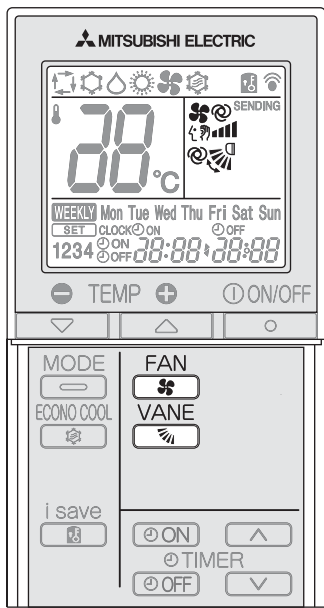 MITSUBISHI ELECTRIC
SENDING
88°C
WEEKLY Mon Tue Wed Thu Fri Sat Sun
SET CLOCK ON OFF
1234 ON OFF 88:88 88:88
TEMP ON/OFF
MODE FAN
ECONO COOL VANE
i save
ON
TIMER
OFF